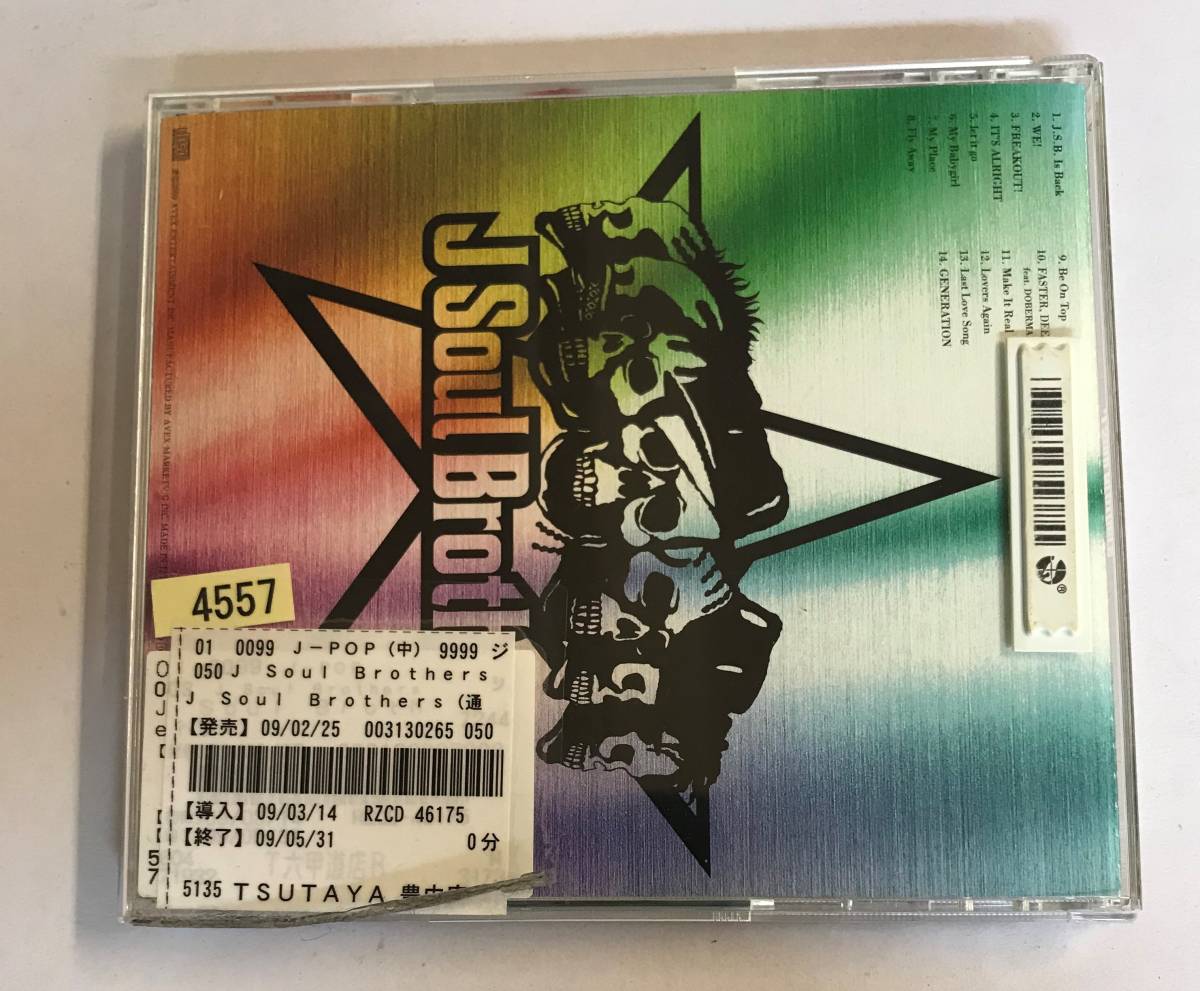 1. J.S.B. Is Back
2. WE!
3. FREAKOUT!
4. IT'S ALRIGHT
5. let it go
6. My Babygirl
7. My Place
8. Fly Away
9. Be On Top
10. FASTER, DEE
feat. DOBERMA
11. Make It Real
12. Lovers Again
13. Last Love Song
14. GENERATION
J Soul Broth
4557
01 0099 J-POP(中) 9999 ジ
050J Soul Brothers
J Soul Brothers(通
【発売】09/02/25 003130265 050
【導入】09/03/14 RZCD 46175
【終了】09/05/31 0分
5135 TSUTAYA 豊中